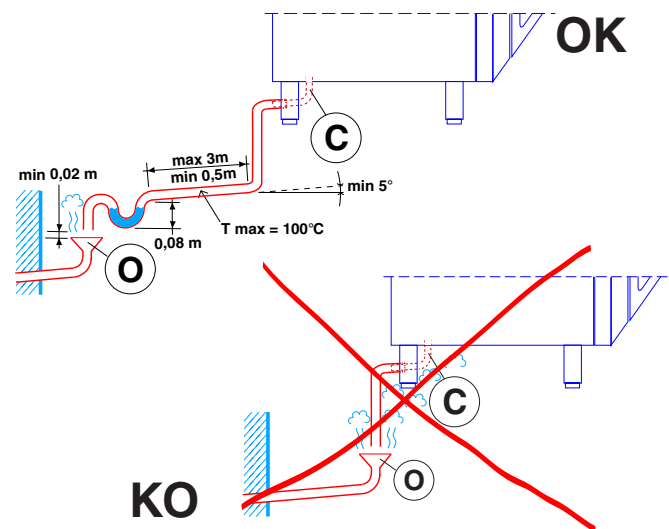 OK
C
max 3m
min 0,5m
min 0,02 m
min 5°
T max = 100°C
0,08 m
O
C
O
KO